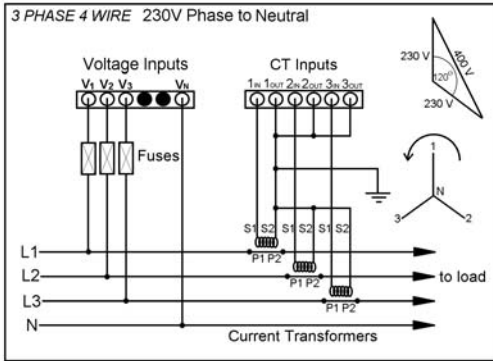 3 PHASE 4 WIRE 230V Phase to Neutral
Voltage Inputs
CT Inputs
V1 V2 V3 VN
1IN 1OUT 2IN 2OUT 3IN 3OUT
230 V
400 V
120°
230 V
Fuses
1
N
3
2
S1 S2 S1 S2 S1 S2
L1
P1 P2
L2
P1 P2
to load
L3
P1 P2
N
Current Transformers